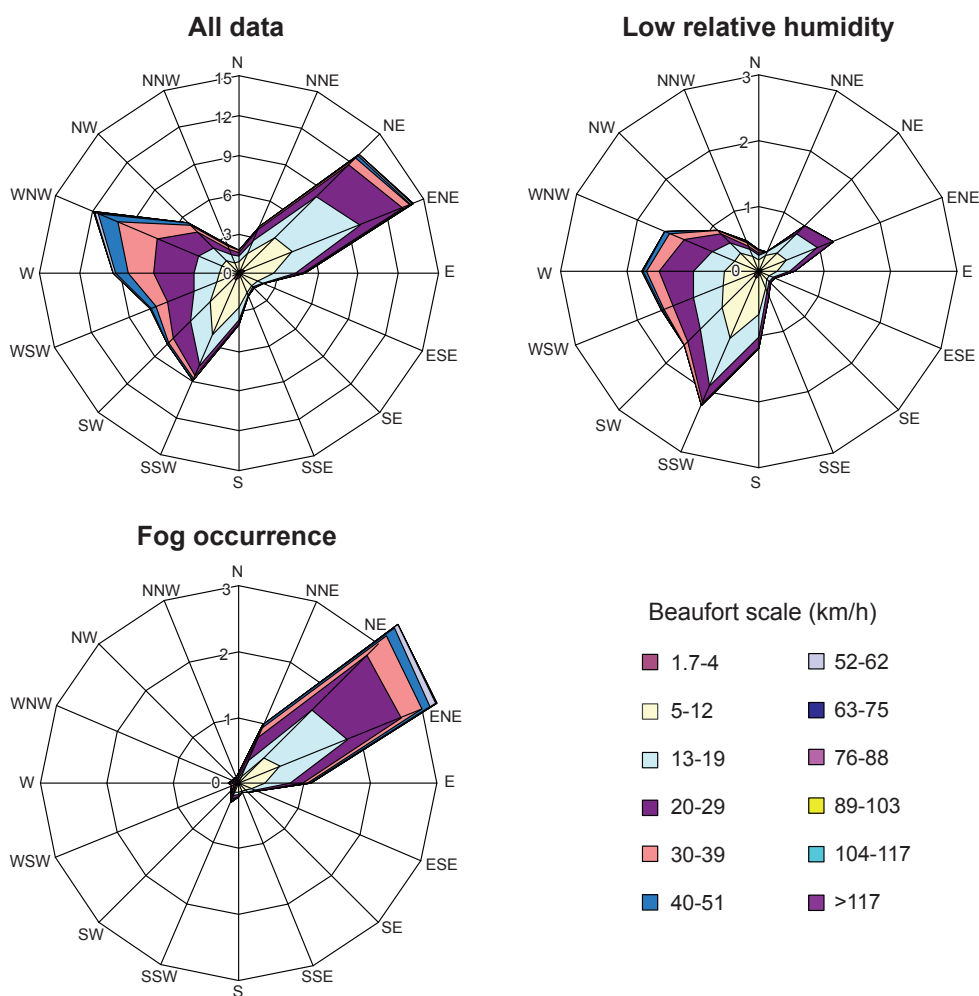 All data
N
NNE
NE
ENE
E
ESE
SE
SSE
S
SSW
SW
WSW
W
WNW
NW
NNW
15
12
9
6
3
0
Low relative humidity
N
NNE
NE
ENE
E
ESE
SE
SSE
S
SSW
SW
WSW
W
WNW
NW
NNW
3
2
1
0
Fog occurrence
N
NNE
NE
ENE
E
ESE
SE
SSE
S
SSW
SW
WSW
W
WNW
NW
NNW
3
2
1
0
Beaufort scale (km/h)
1.7-4
5-12
13-19
20-29
30-39
40-51
52-62
63-75
76-88
89-103
104-117
>117